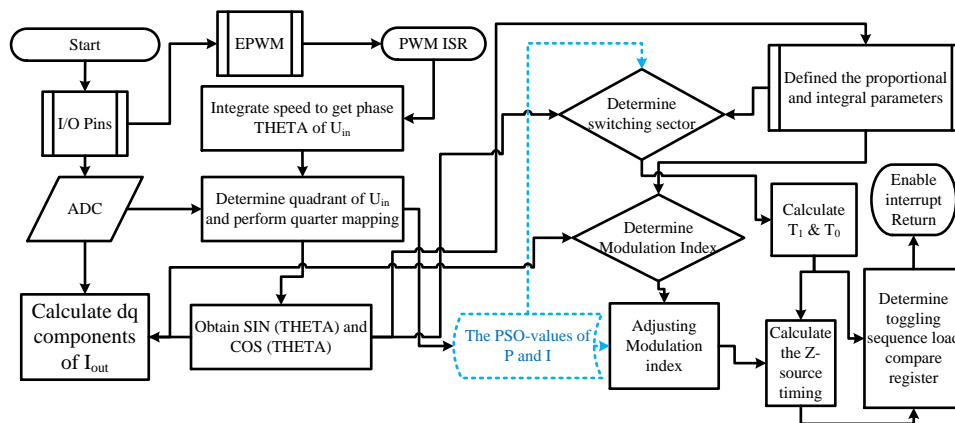 Start
EPWM
PWM ISR
I/O Pins
Integrate speed to get phase
THETA of Uin
Determine
switching sector
Defined the proportional
and integral parameters
ADC
Determine quadrant of Uin
and perform quarter mapping
Determine
Modulation Index
Calculate
T1 & T0
Enable
interrupt
Return
Calculate dq
components
of Iout
Obtain SIN (THETA) and
COS (THETA)
The PSO-values of
P and I
Adjusting
Modulation
index
Calculate
the Z-
source
timing
Determine
toggling
sequence load
compare
register